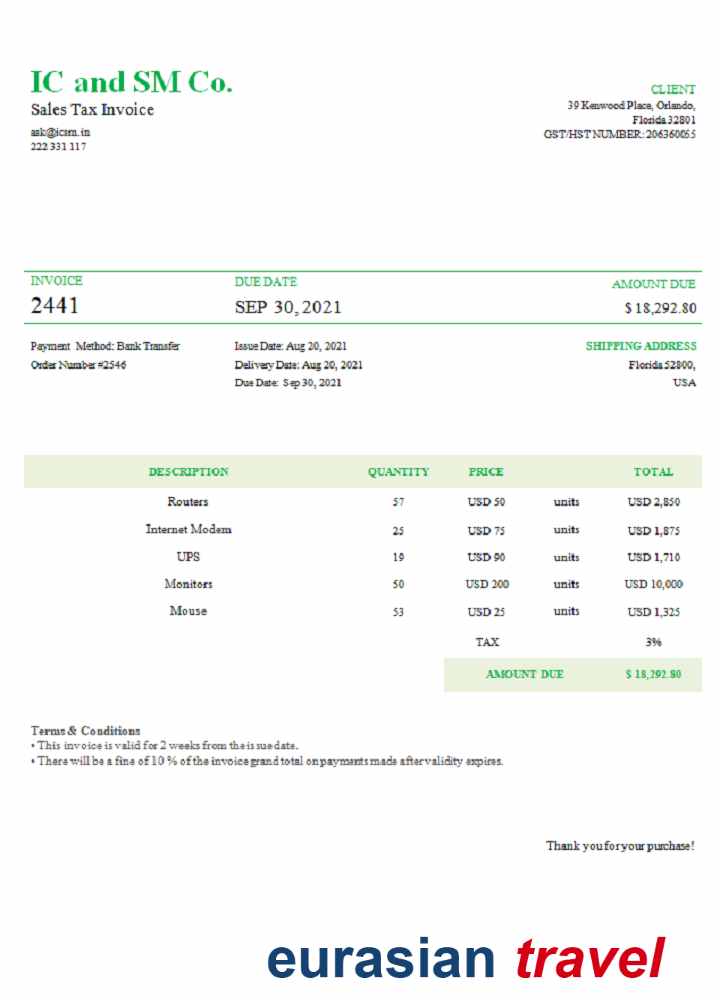 IC and SM Co.
Sales Tax Invoice
ask@icsm.in
222 331 117
CLIENT
39 Kenwood Place, Orlando,
Florida 32801
GST/HST NUMBER: 206360055
INVOICE DUE DATE AMOUNT DUE
2441 SEP 30, 2021 $ 18,292.80
Payment Method: Bank Transfer Issue Date: Aug 20, 2021 SHIPPING ADDRESS
Order Number #2546 Delivery Date: Aug 20, 2021 Florida 52800,
Due Date: Sep 30, 2021 USA
DESCRIPTION QUANTITY PRICE TOTAL
Routers 57 USD 50 units USD 2,850
Internet Modem 25 USD 75 units USD 1,875
UPS 19 USD 90 units USD 1,710
Monitors 50 USD 200 units USD 10,000
Mouse 53 USD 25 units USD 1,325
TAX 3%
AMOUNT DUE $ 18,292.80
Terms & Conditions
• This invoice is valid for 2 weeks from the issue date.
• There will be a fine of 10 % of the invoice grand total on payments made after validity expires.
Thank you for your purchase!
eurasian travel